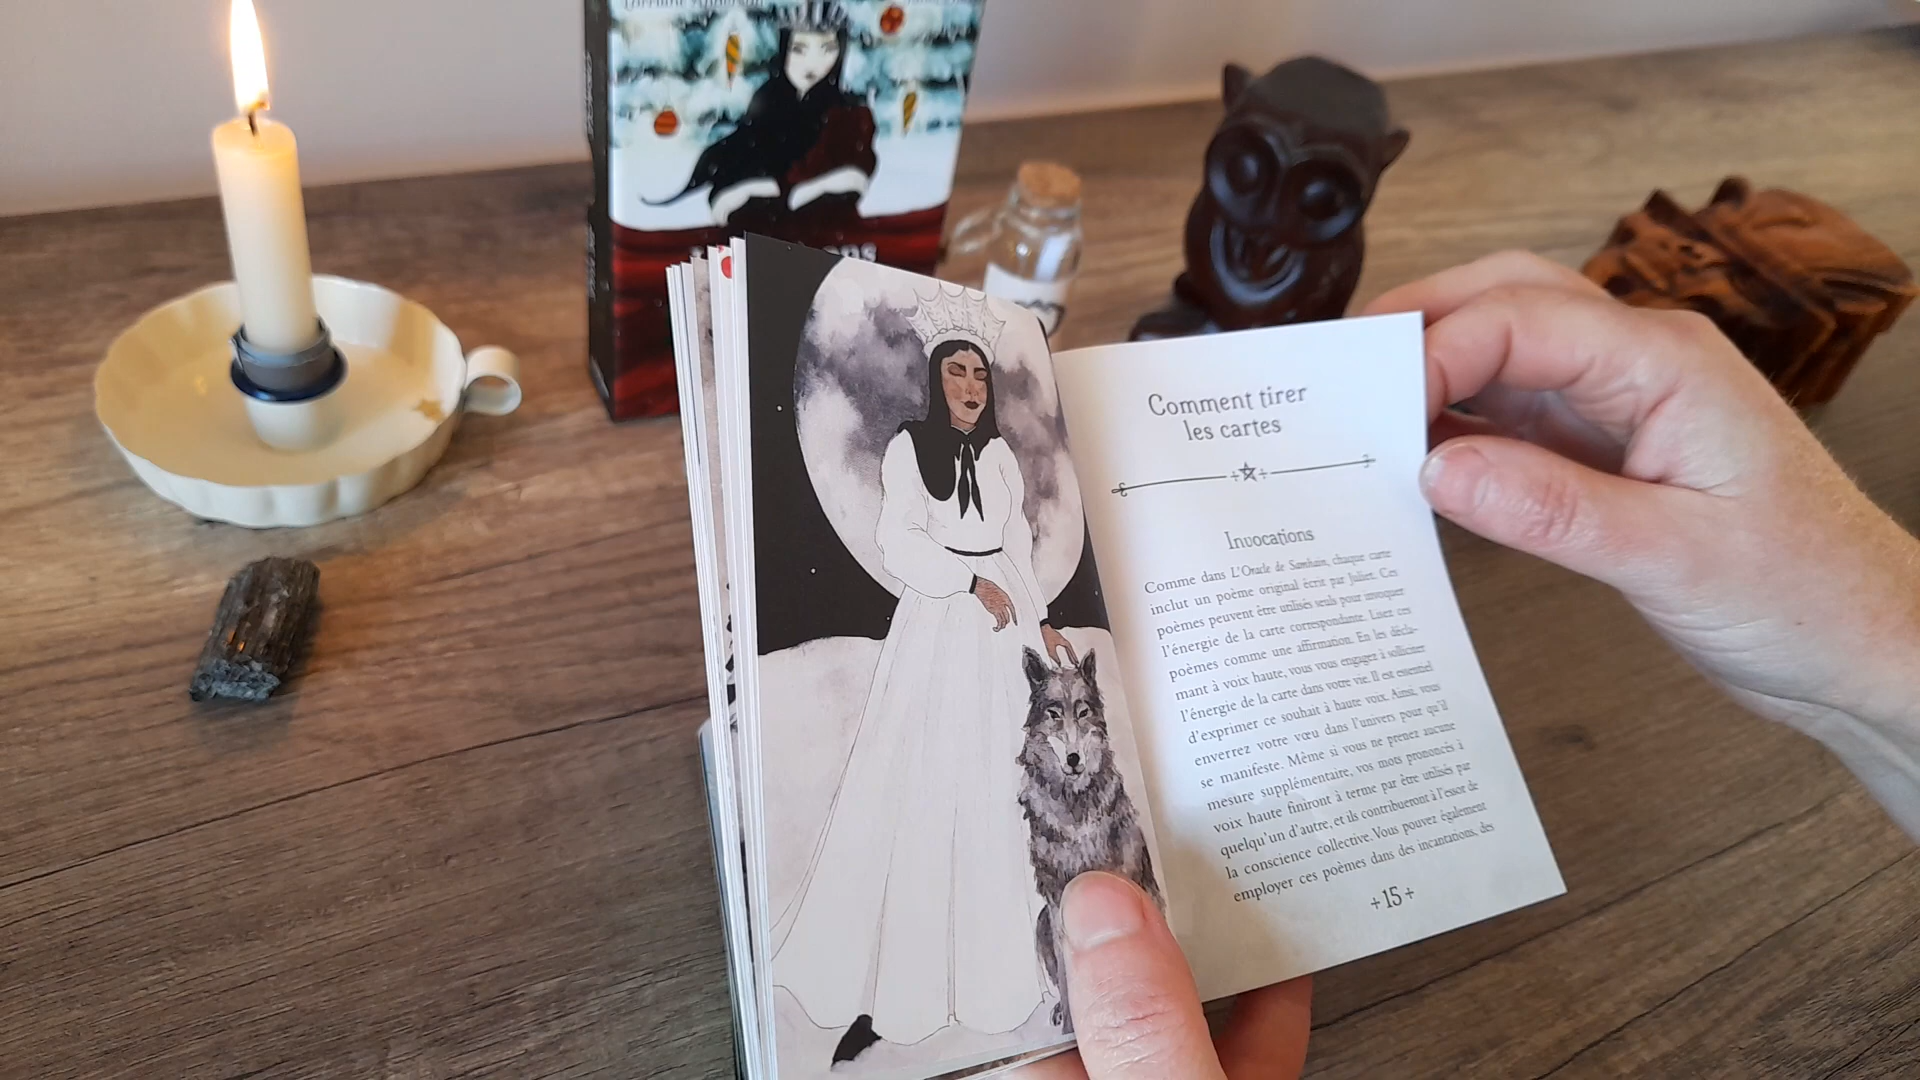 Lorraine Anderson
ons
Comment tirer
les cartes
Invocations
Comme dans L'Oracle de Samhain, chaque carte
inclut un poème original écrit par Juliet. Ces
poèmes peuvent être utilisés seuls pour invoquer
l'énergie de la carte correspondante. Lisez ces
poèmes comme une affirmation. En les décla-
mant à voix haute, vous vous engagez à solliciter
l'énergie de la carte dans votre vie. Il est essentiel
d'exprimer ce souhait à haute voix. Ainsi, vous
enverrez votre vœu dans l'univers pour qu'il
se manifeste. Même si vous ne prenez aucune
mesure supplémentaire, vos mots prononcés à
voix haute finiront à terme par être utilisés par
quelqu'un d'autre, et ils contribueront à l'essor de
la conscience collective. Vous pouvez également
employer ces poèmes dans des incantations, des
+ 15 +